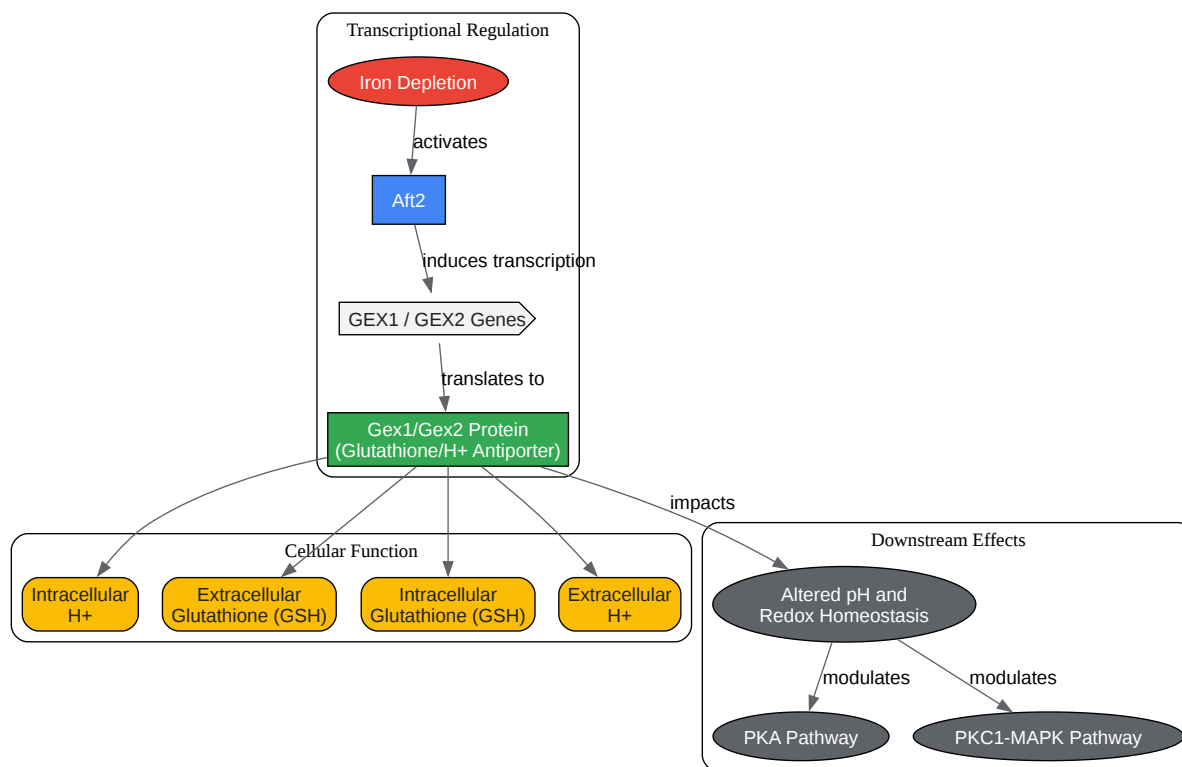 Transcriptional Regulation
Iron Depletion
activates
Aft2
induces transcription
GEX1 / GEX2 Genes
translates to
Gex1/Gex2 Protein
(Glutathione/H+ Antiporter)
impacts
Cellular Function
Intracellular
H+
Extracellular
Glutathione (GSH)
Intracellular
Glutathione (GSH)
Extracellular
H+
Downstream Effects
Altered pH and
Redox Homeostasis
modulates
modulates
PKA Pathway
PKC1-MAPK Pathway